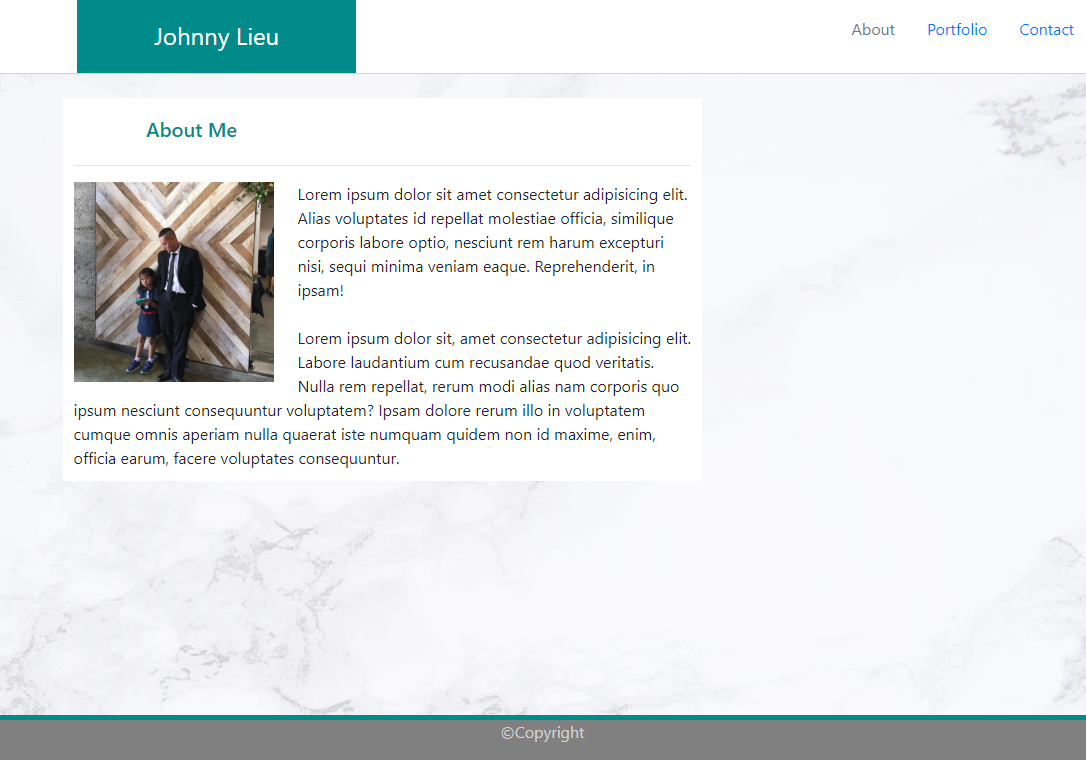 Johnny Lieu
About
Portfolio
Contact
About Me
Lorem ipsum dolor sit amet consectetur adipisicing elit.
Alias voluptates id repellat molestiae officia, similique
corporis labore optio, nesciunt rem harum excepturi
nisi, sequi minima veniam eaque. Reprehenderit, in
ipsam!
Lorem ipsum dolor sit, amet consectetur adipisicing elit.
Labore laudantium cum recusandae quod veritatis.
Nulla rem repellat, rerum modi alias nam corporis quo
ipsum nesciunt consequuntur voluptatem? Ipsam dolore rerum illo in voluptatem
cumque omnis aperiam nulla quaerat iste numquam quidem non id maxime, enim,
officia earum, facere voluptates consequuntur.
©Copyright